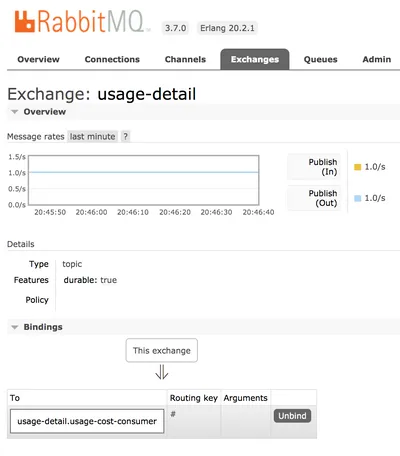 RabbitMQ 3.7.0 Erlang 20.2.1
Overview Connections Channels Exchanges Queues Admin
Exchange: usage-detail
Overview
Message rates last minute ?
1.5/s
1.0/s
0.5/s
0.0/s
20:45:50 20:46:00 20:46:10 20:46:20 20:46:30 20:46:40
Publish
(In)
1.0/s
Publish
(Out)
1.0/s
Details
Type topic
Features durable: true
Policy
Bindings
This exchange
⇓
To Routing key Arguments
usage-detail.usage-cost-consumer # Unbind